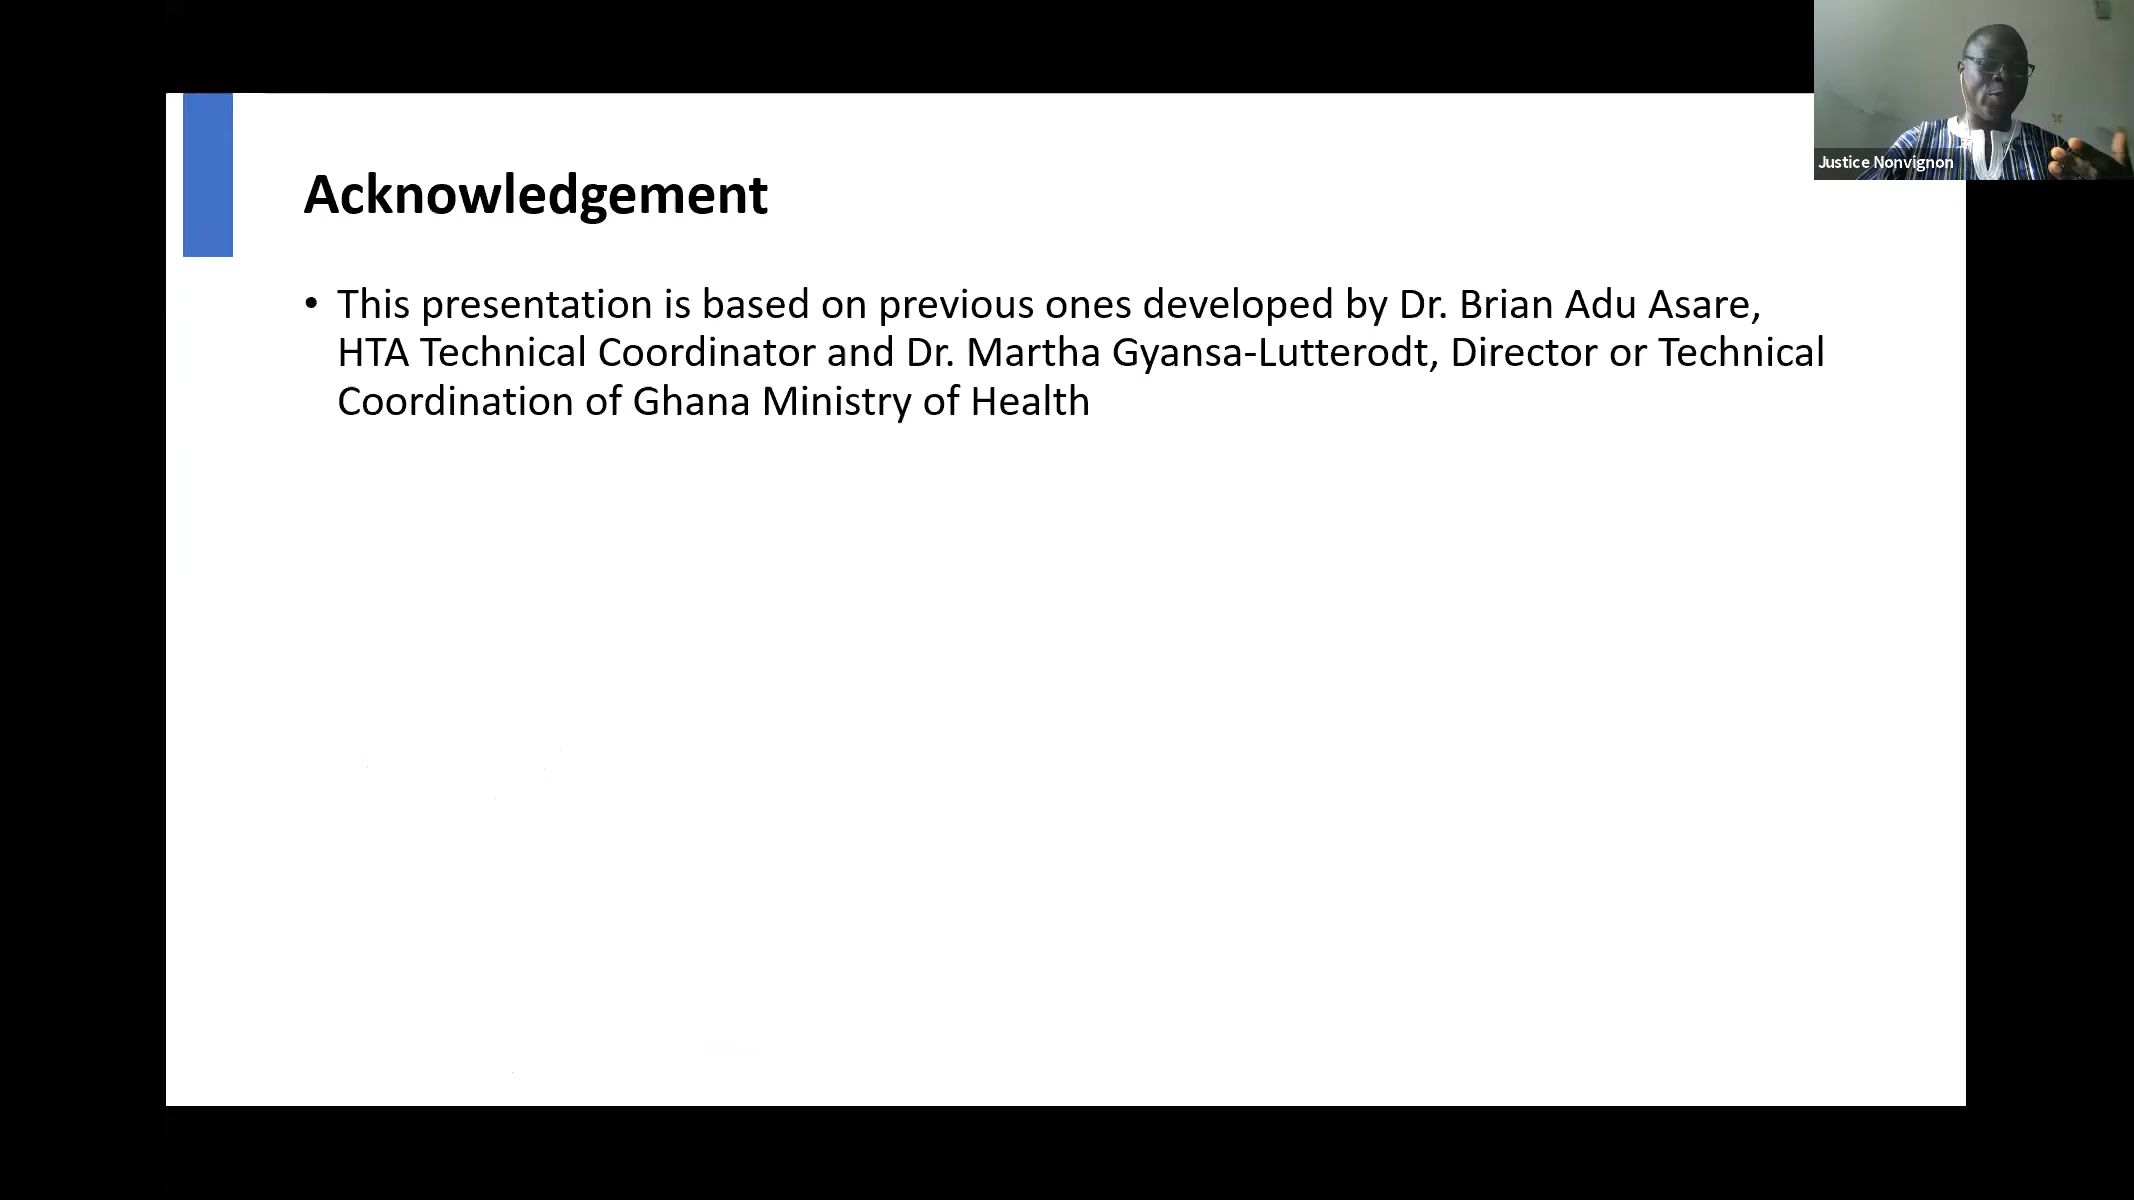 Acknowledgement
• This presentation is based on previous ones developed by Dr. Brian Adu Asare,
HTA Technical Coordinator and Dr. Martha Gyansa-Lutterodt, Director or Technical
Coordination of Ghana Ministry of Health
Justice Nonvignon